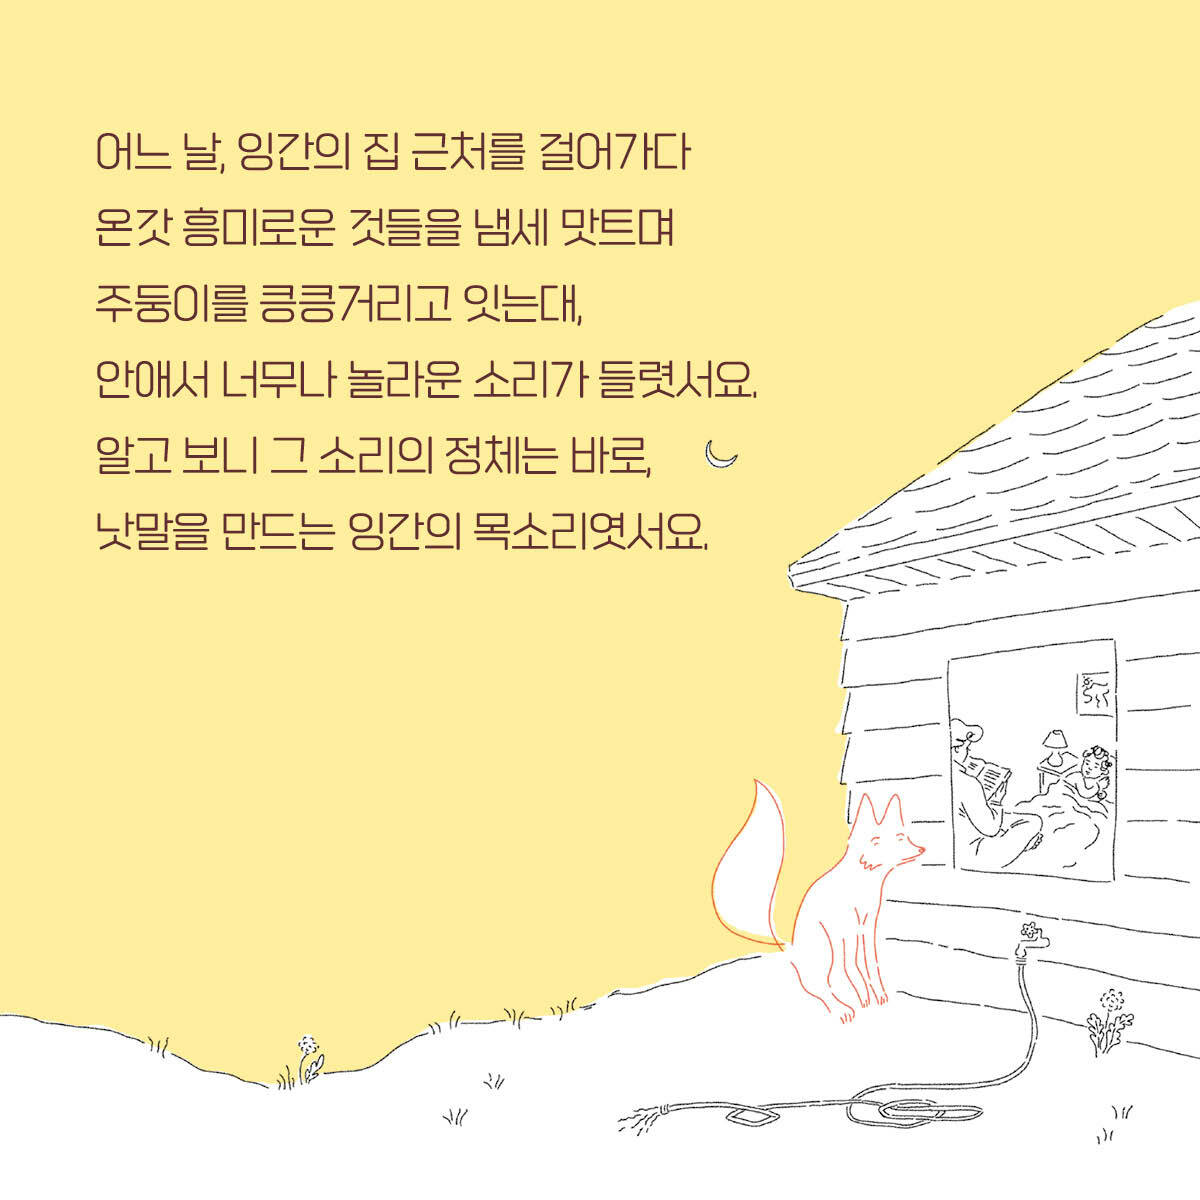 어느 날, 잉간의 집 근처를 걸어가다
온갓 흥미로운 것들을 냄세 맛트며
주둥이를 킁킁거리고 잇는대,
안애서 너무나 놀라운 소리가 들렷서요.
알고 보니 그 소리의 정체는 바로,
낫말을 만드는 잉간의 목소리엿서요.